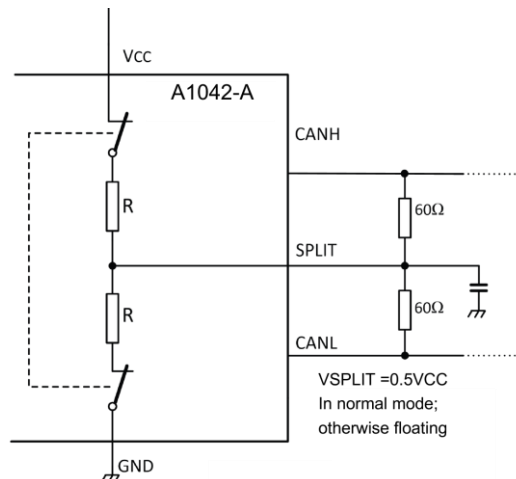 VCC
A1042-A
CANH
R
60Ω
SPLIT
R
60Ω
CANL
VSPLIT =0.5VCC
In normal mode;
otherwise floating
GND